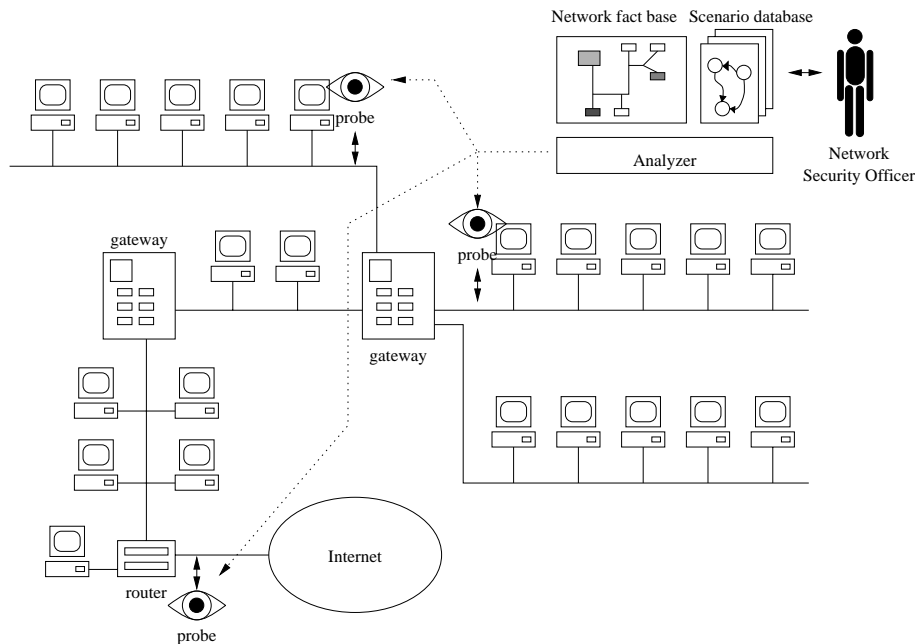 Network fact base
Scenario database
probe
Analyzer
Network
Security Officer
gateway
probe
gateway
Internet
router
probe